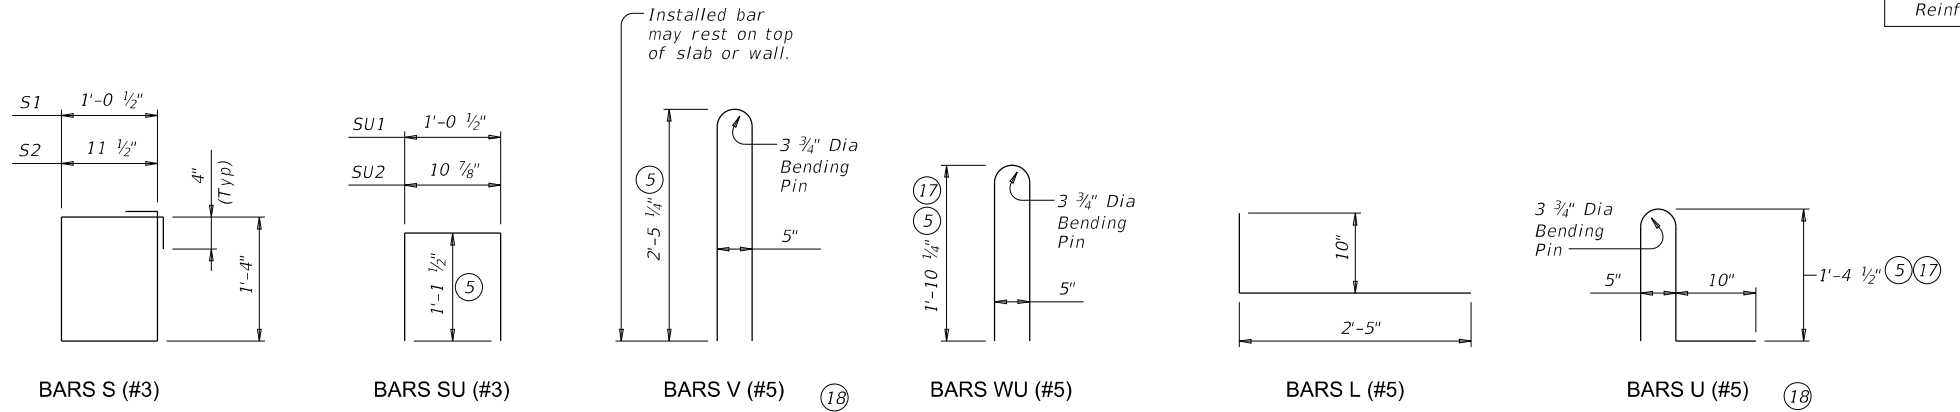 Installed bar
may rest on top
of slab or wall.
Reinf
S1 1'-0 ½"
S2 11 ½"
4"
(Typ)
1'-4"
BARS S (#3)
SU1 1'-0 ½"
SU2 10 ⅞"
1'-1 ½" 5
BARS SU (#3)
2'-5 ¼" 5
3 ¾" Dia
Bending
Pin
5"
BARS V (#5) 18
17
5
1'-10 ¼"
3 ¾" Dia
Bending
Pin
5"
BARS WU (#5)
10"
2'-5"
BARS L (#5)
3 ¾" Dia
Bending
Pin
5" 10"
1'-4 ½" 5 17
BARS U (#5) 18